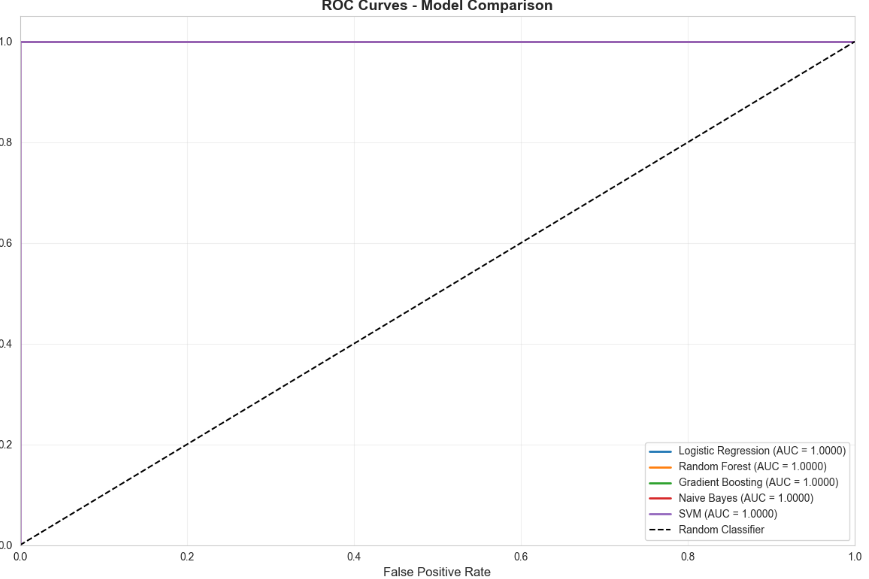 ROC Curves - Model Comparison
1.0
0.8
0.6
0.4
0.2
0.0
0.0 0.2 0.4 0.6 0.8 1.0
False Positive Rate
Logistic Regression (AUC = 1.0000)
Random Forest (AUC = 1.0000)
Gradient Boosting (AUC = 1.0000)
Naive Bayes (AUC = 1.0000)
SVM (AUC = 1.0000)
Random Classifier